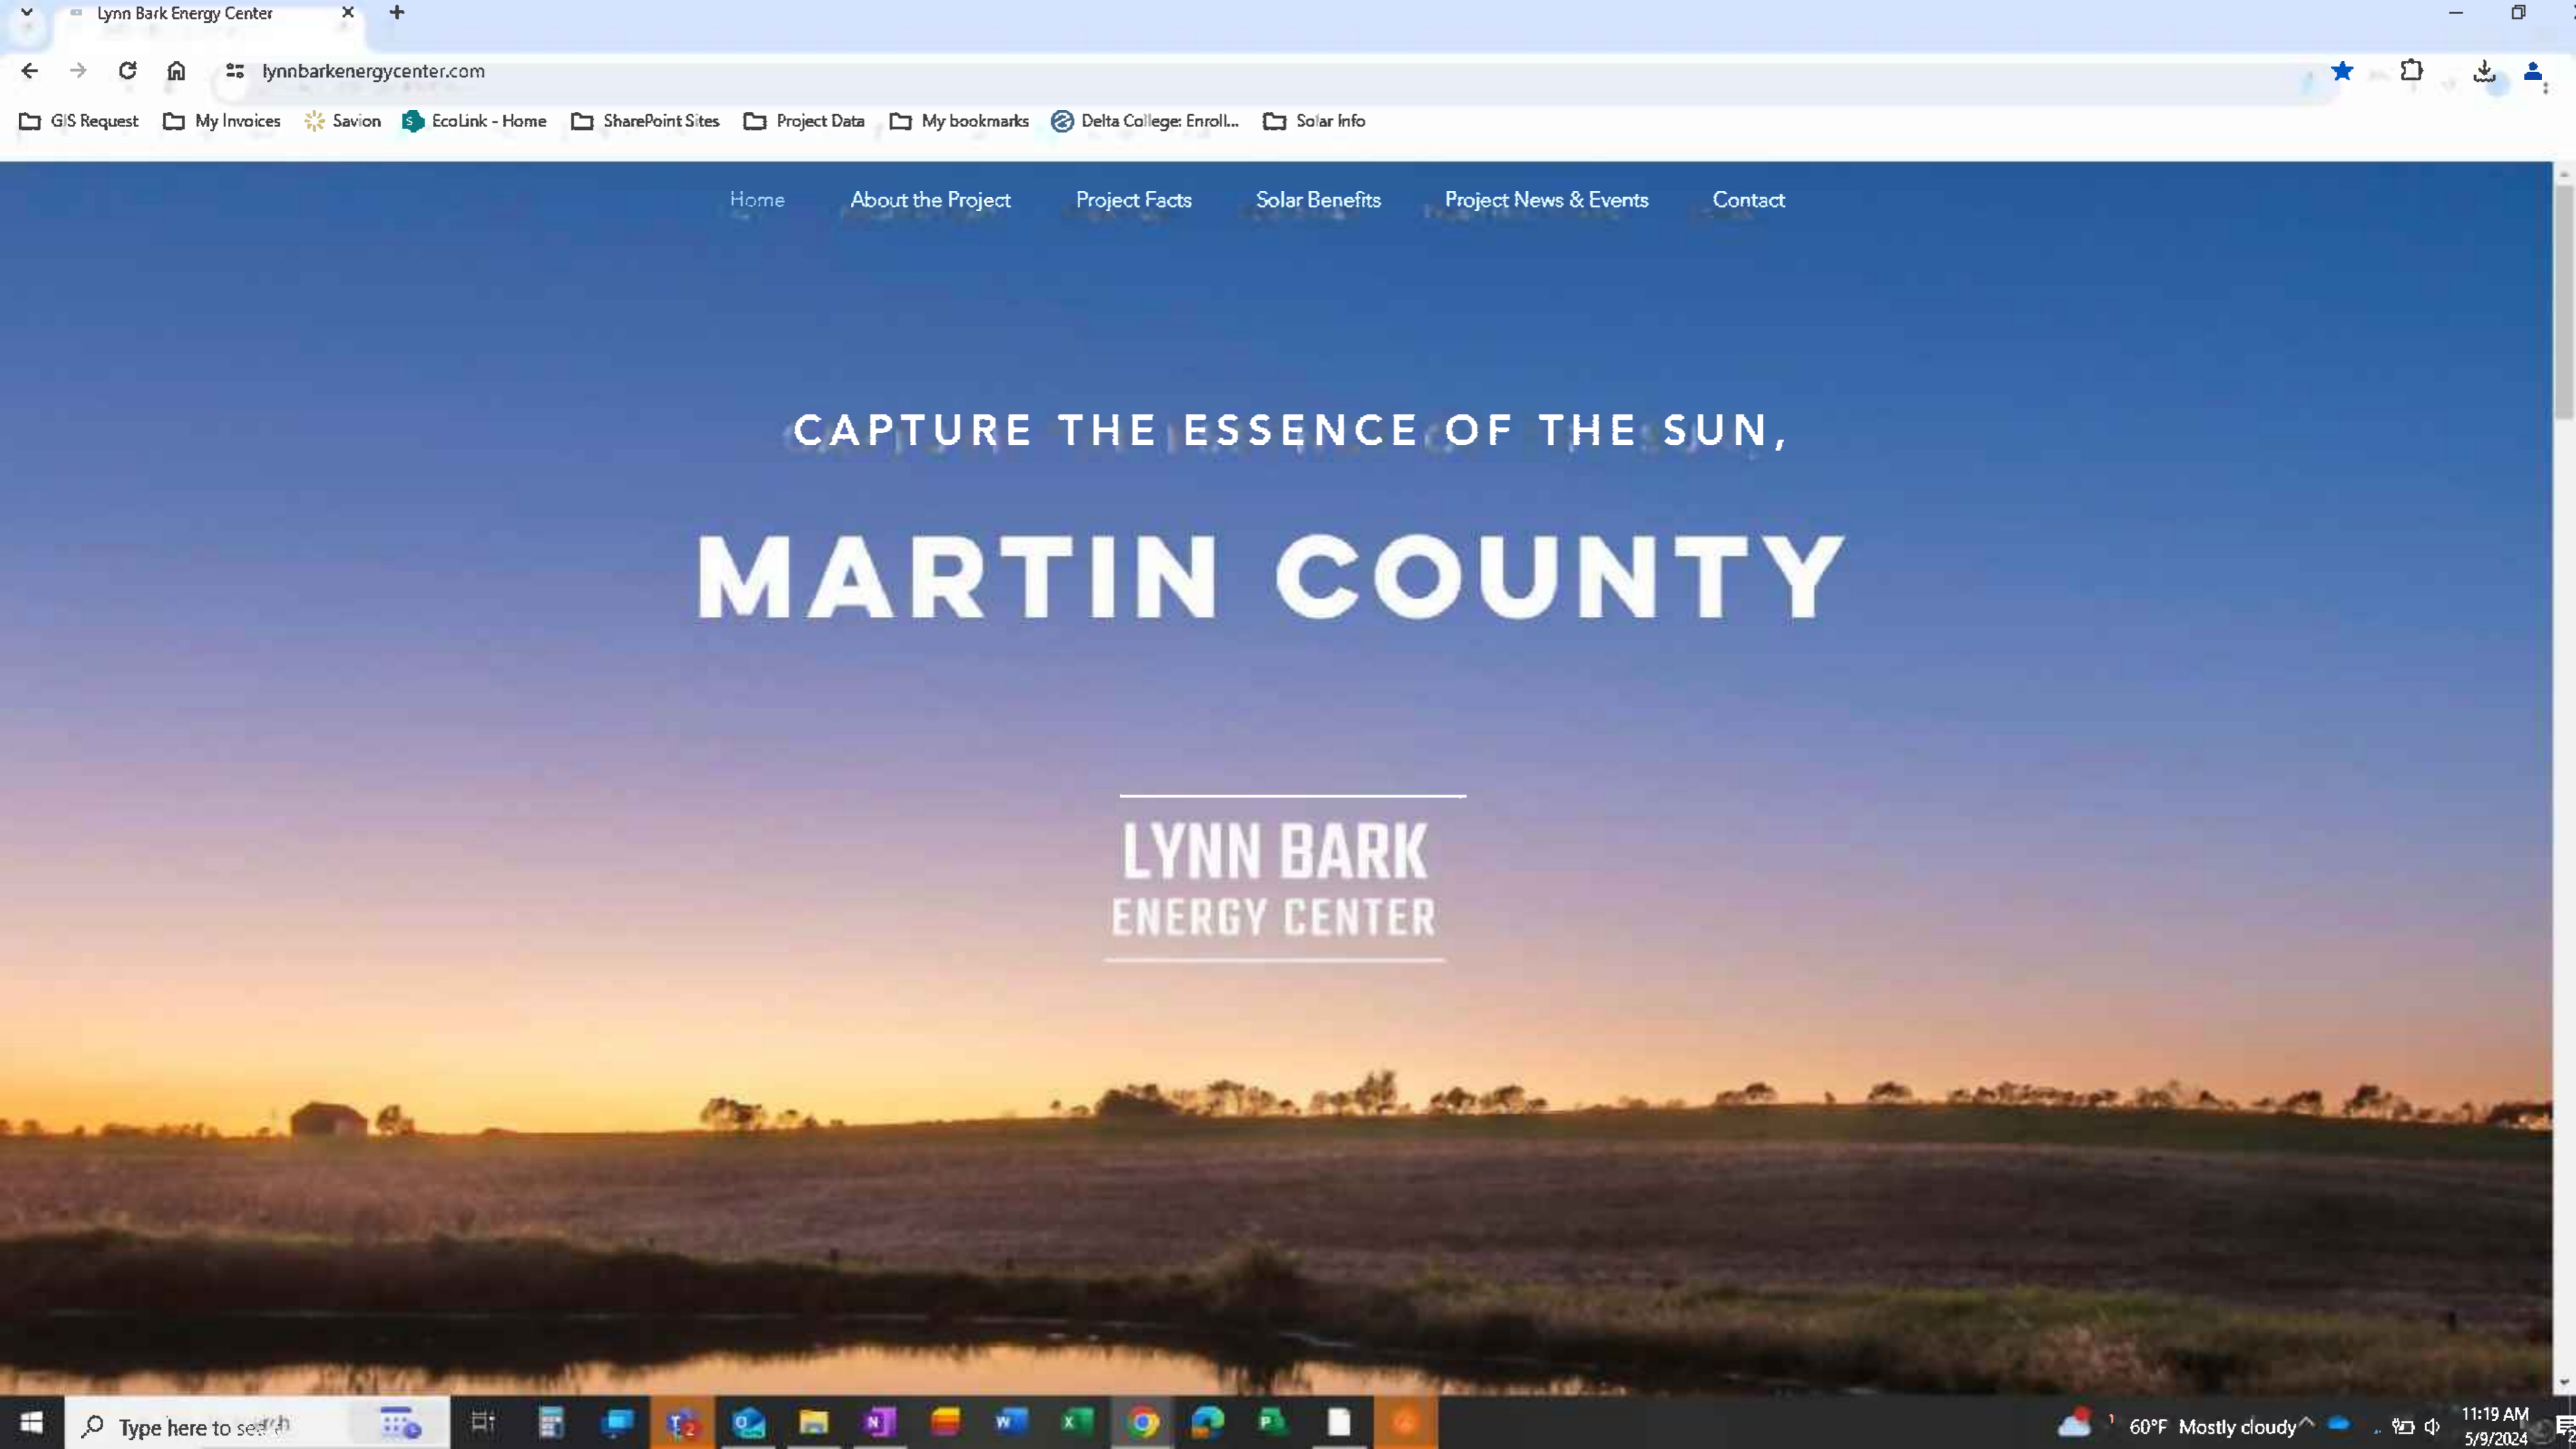 Lynn Bark Energy Center
lynnbarkenergycenter.com
GIS Request My Invoices Savion EcoLink - Home SharePoint Sites Project Data My bookmarks Delta College: Enroll... Solar Info
Home About the Project Project Facts Solar Benefits Project News & Events Contact
CAPTURE THE ESSENCE OF THE SUN,
MARTIN COUNTY
LYNN BARK
ENERGY CENTER
Type here to search
60°F Mostly cloudy
11:19 AM
5/9/2024